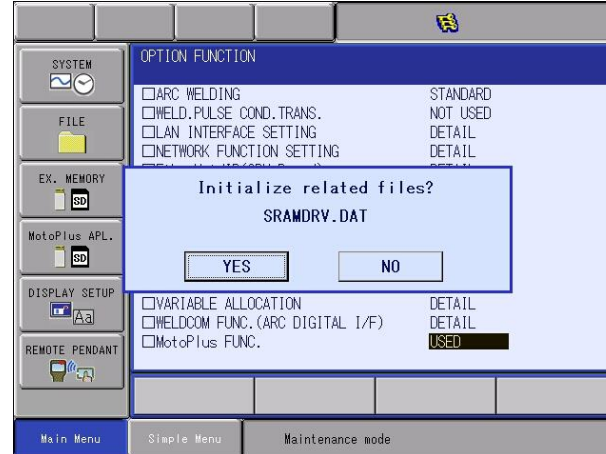 SYSTEM
FILE
EX. MEMORY
SD
MotoPlus APL.
SD
DISPLAY SETUP
Aa
REMOTE PENDANT
OPTION FUNCTION
ARC WELDING STANDARD
WELD.PULSE COND.TRANS. NOT USED
LAN INTERFACE SETTING DETAIL
NETWORK FUNCTION SETTING DETAIL
Initialize related files?
SRAMDRV.DAT
YES NO
VARIABLE ALLOCATION DETAIL
WELDCOM FUNC.(ARC DIGITAL I/F) DETAIL
MotoPlus FUNC. USED
Main Menu Simple Menu Maintenance mode